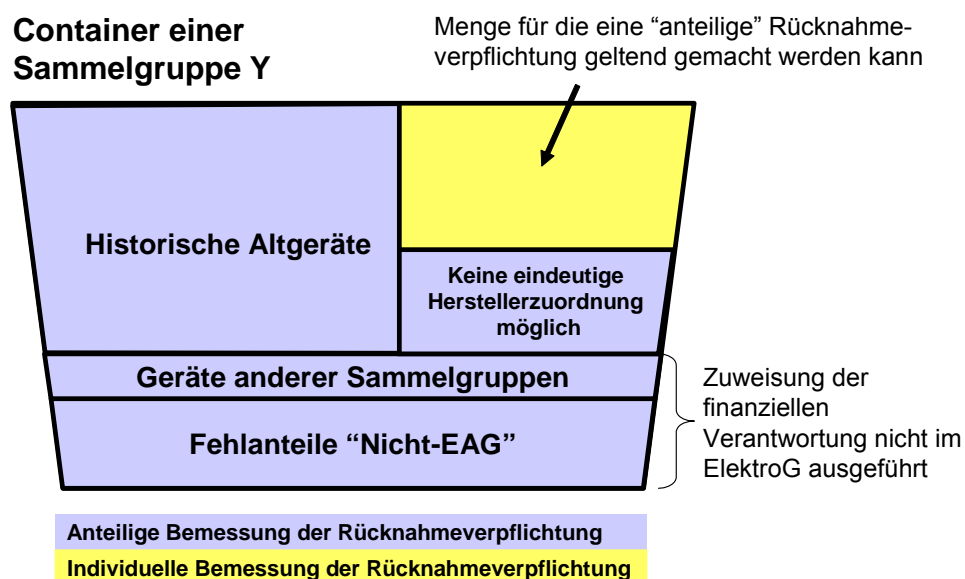 Container einer
Sammelgruppe Y
Menge für die eine “anteilige” Rücknahme-
verpflichtung geltend gemacht werden kann
Historische Altgeräte
Keine eindeutige
Herstellerzuordnung
möglich
Geräte anderer Sammelgruppen
Fehlanteile “Nicht-EAG”
Zuweisung der
finanziellen
Verantwortung nicht im
ElektroG ausgeführt
Anteilige Bemessung der Rücknahmeverpflichtung
Individuelle Bemessung der Rücknahmeverpflichtung